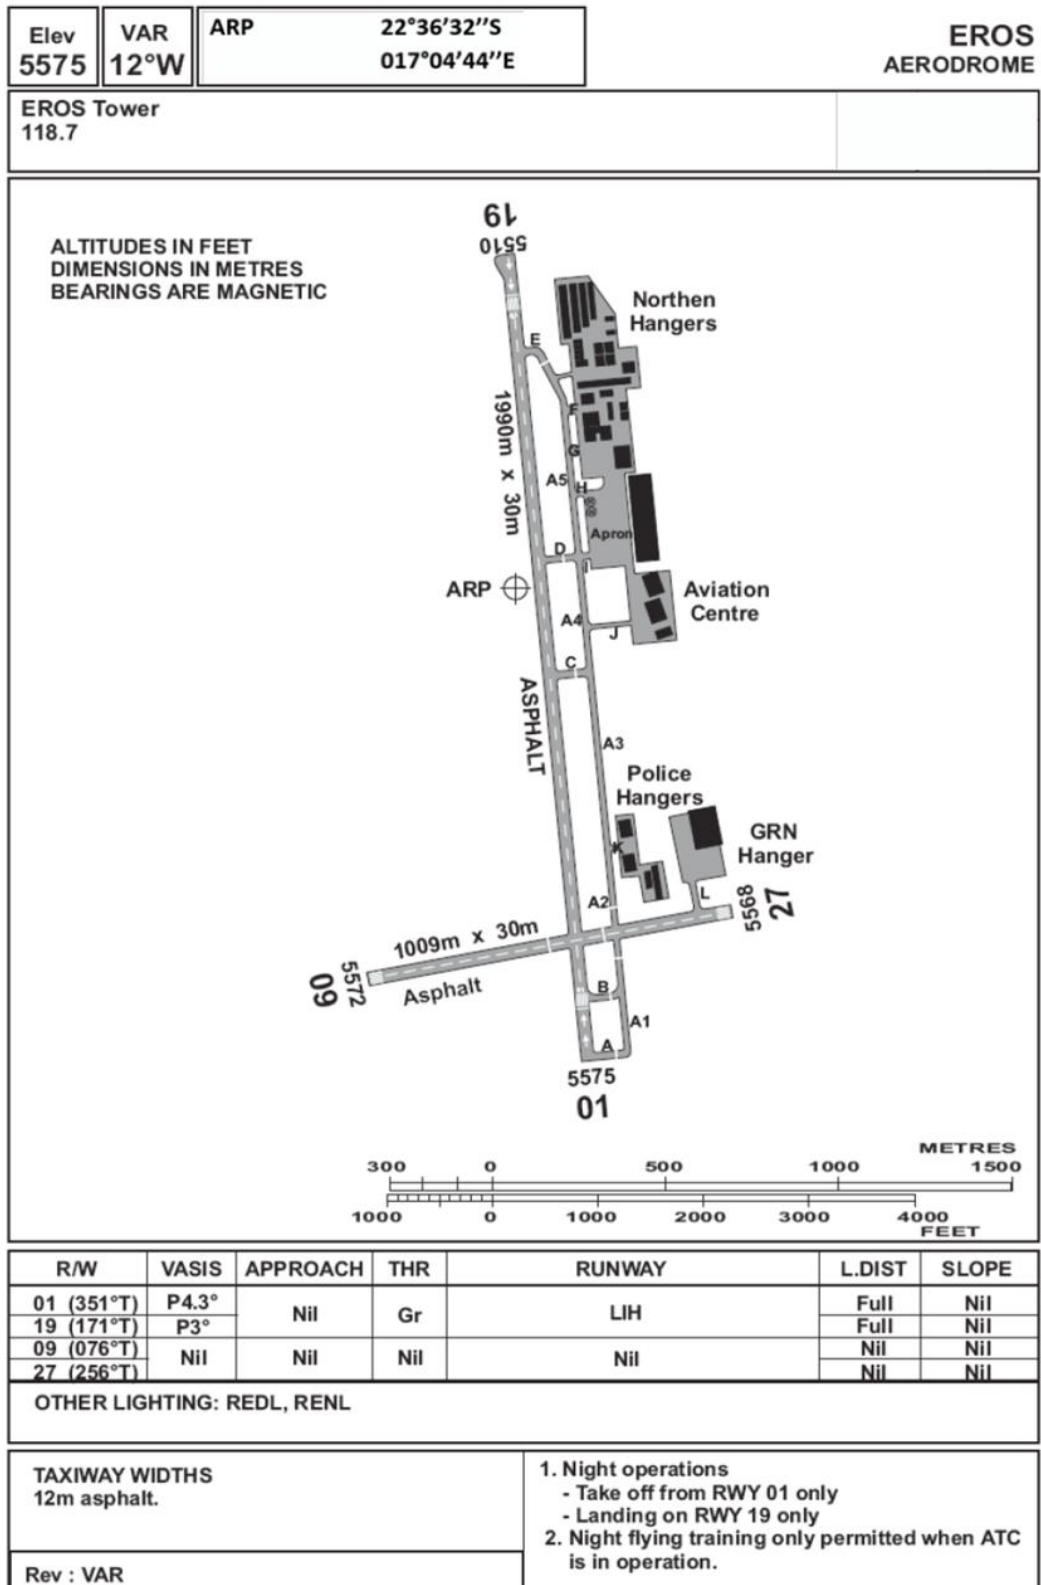 Elev
5575
VAR
12°W
ARP 22°36’32’’S
017°04’44’’E
EROS
AERODROME
EROS Tower
118.7
ALTITUDES IN FEET
DIMENSIONS IN METRES
BEARINGS ARE MAGNETIC
19
5510
Northen
Hangers
E
1990m x 30m
F
G
A5
H
Apron
D
I
ARP
Aviation
Centre
A4
J
C
ASPHALT
A3
Police
Hangers
K
GRN
Hanger
A2
L
27
5568
1009m x 30m
Asphalt
09
5572
B
A1
A
5575
01
METRES
300 0 500 1000 1500
1000 0 1000 2000 3000 4000
FEET
R/W VASIS APPROACH THR RUNWAY L.DIST SLOPE
01 (351°T) P4.3° Nil Gr LIH Full Nil
19 (171°T) P3° Full Nil
09 (076°T) Nil Nil Nil Nil Nil Nil
27 (256°T) Nil Nil
OTHER LIGHTING: REDL, RENL
TAXIWAY WIDTHS
12m asphalt.
Rev : VAR
1. Night operations
- Take off from RWY 01 only
- Landing on RWY 19 only
2. Night flying training only permitted when ATC
is in operation.